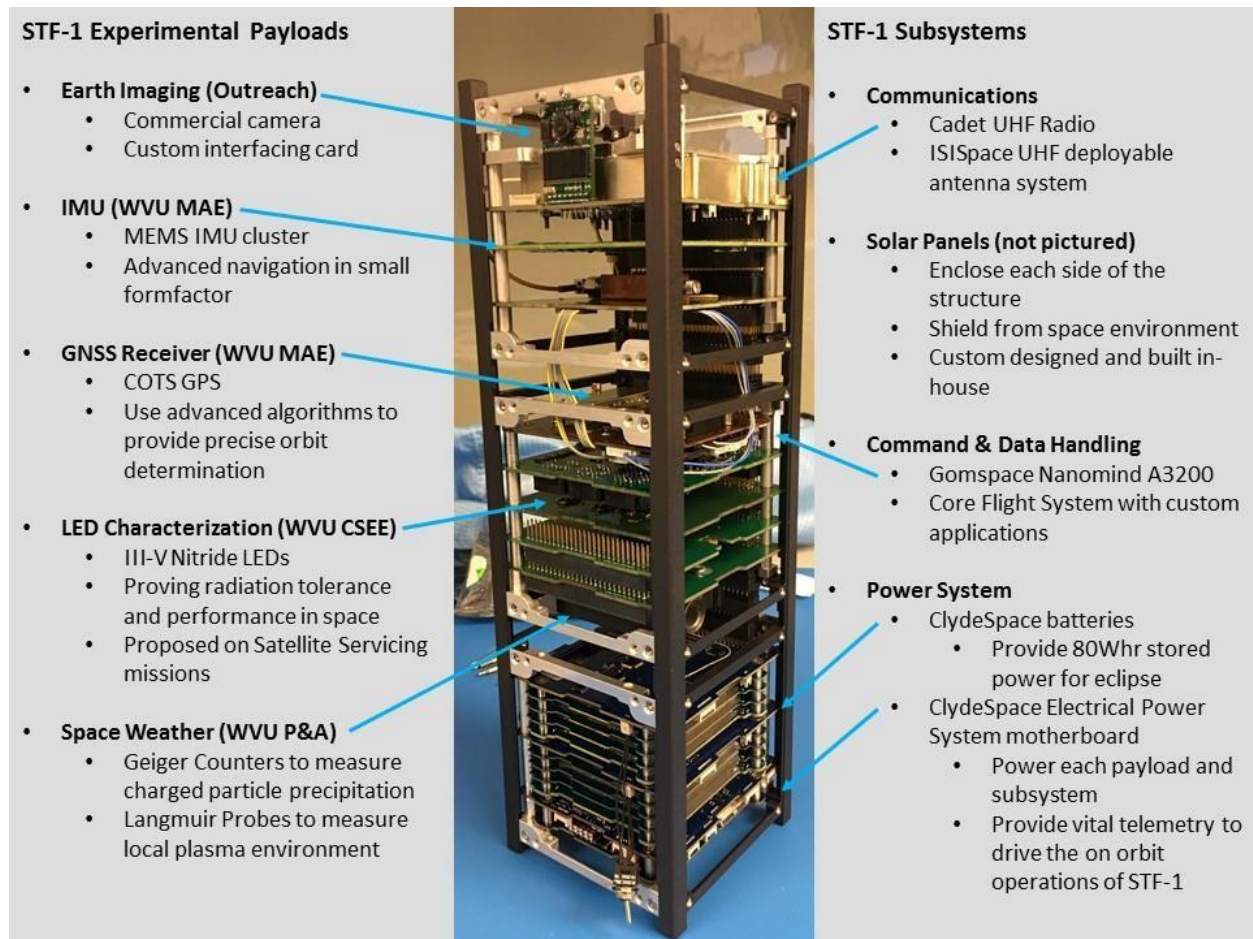 STF-1 Experimental Payloads
• Earth Imaging (Outreach)
• Commercial camera
• Custom interfacing card
• IMU (WVU MAE)
• MEMS IMU cluster
• Advanced navigation in small
formfactor
• GNSS Receiver (WVU MAE)
• COTS GPS
• Use advanced algorithms to
provide precise orbit
determination
• LED Characterization (WVU CSEE)
• III-V Nitride LEDs
• Proving radiation tolerance
and performance in space
• Proposed on Satellite Servicing
missions
• Space Weather (WVU P&A)
• Geiger Counters to measure
charged particle precipitation
• Langmuir Probes to measure
local plasma environment
STF-1 Subsystems
• Communications
• Cadet UHF Radio
• ISISpace UHF deployable
antenna system
• Solar Panels (not pictured)
• Enclose each side of the
structure
• Shield from space environment
• Custom designed and built in-
house
• Command & Data Handling
• Gomspace Nanomind A3200
• Core Flight System with custom
applications
• Power System
• ClydeSpace batteries
• Provide 80Whr stored
power for eclipse
• ClydeSpace Electrical Power
System motherboard
• Power each payload and
subsystem
• Provide vital telemetry to
drive the on orbit
operations of STF-1